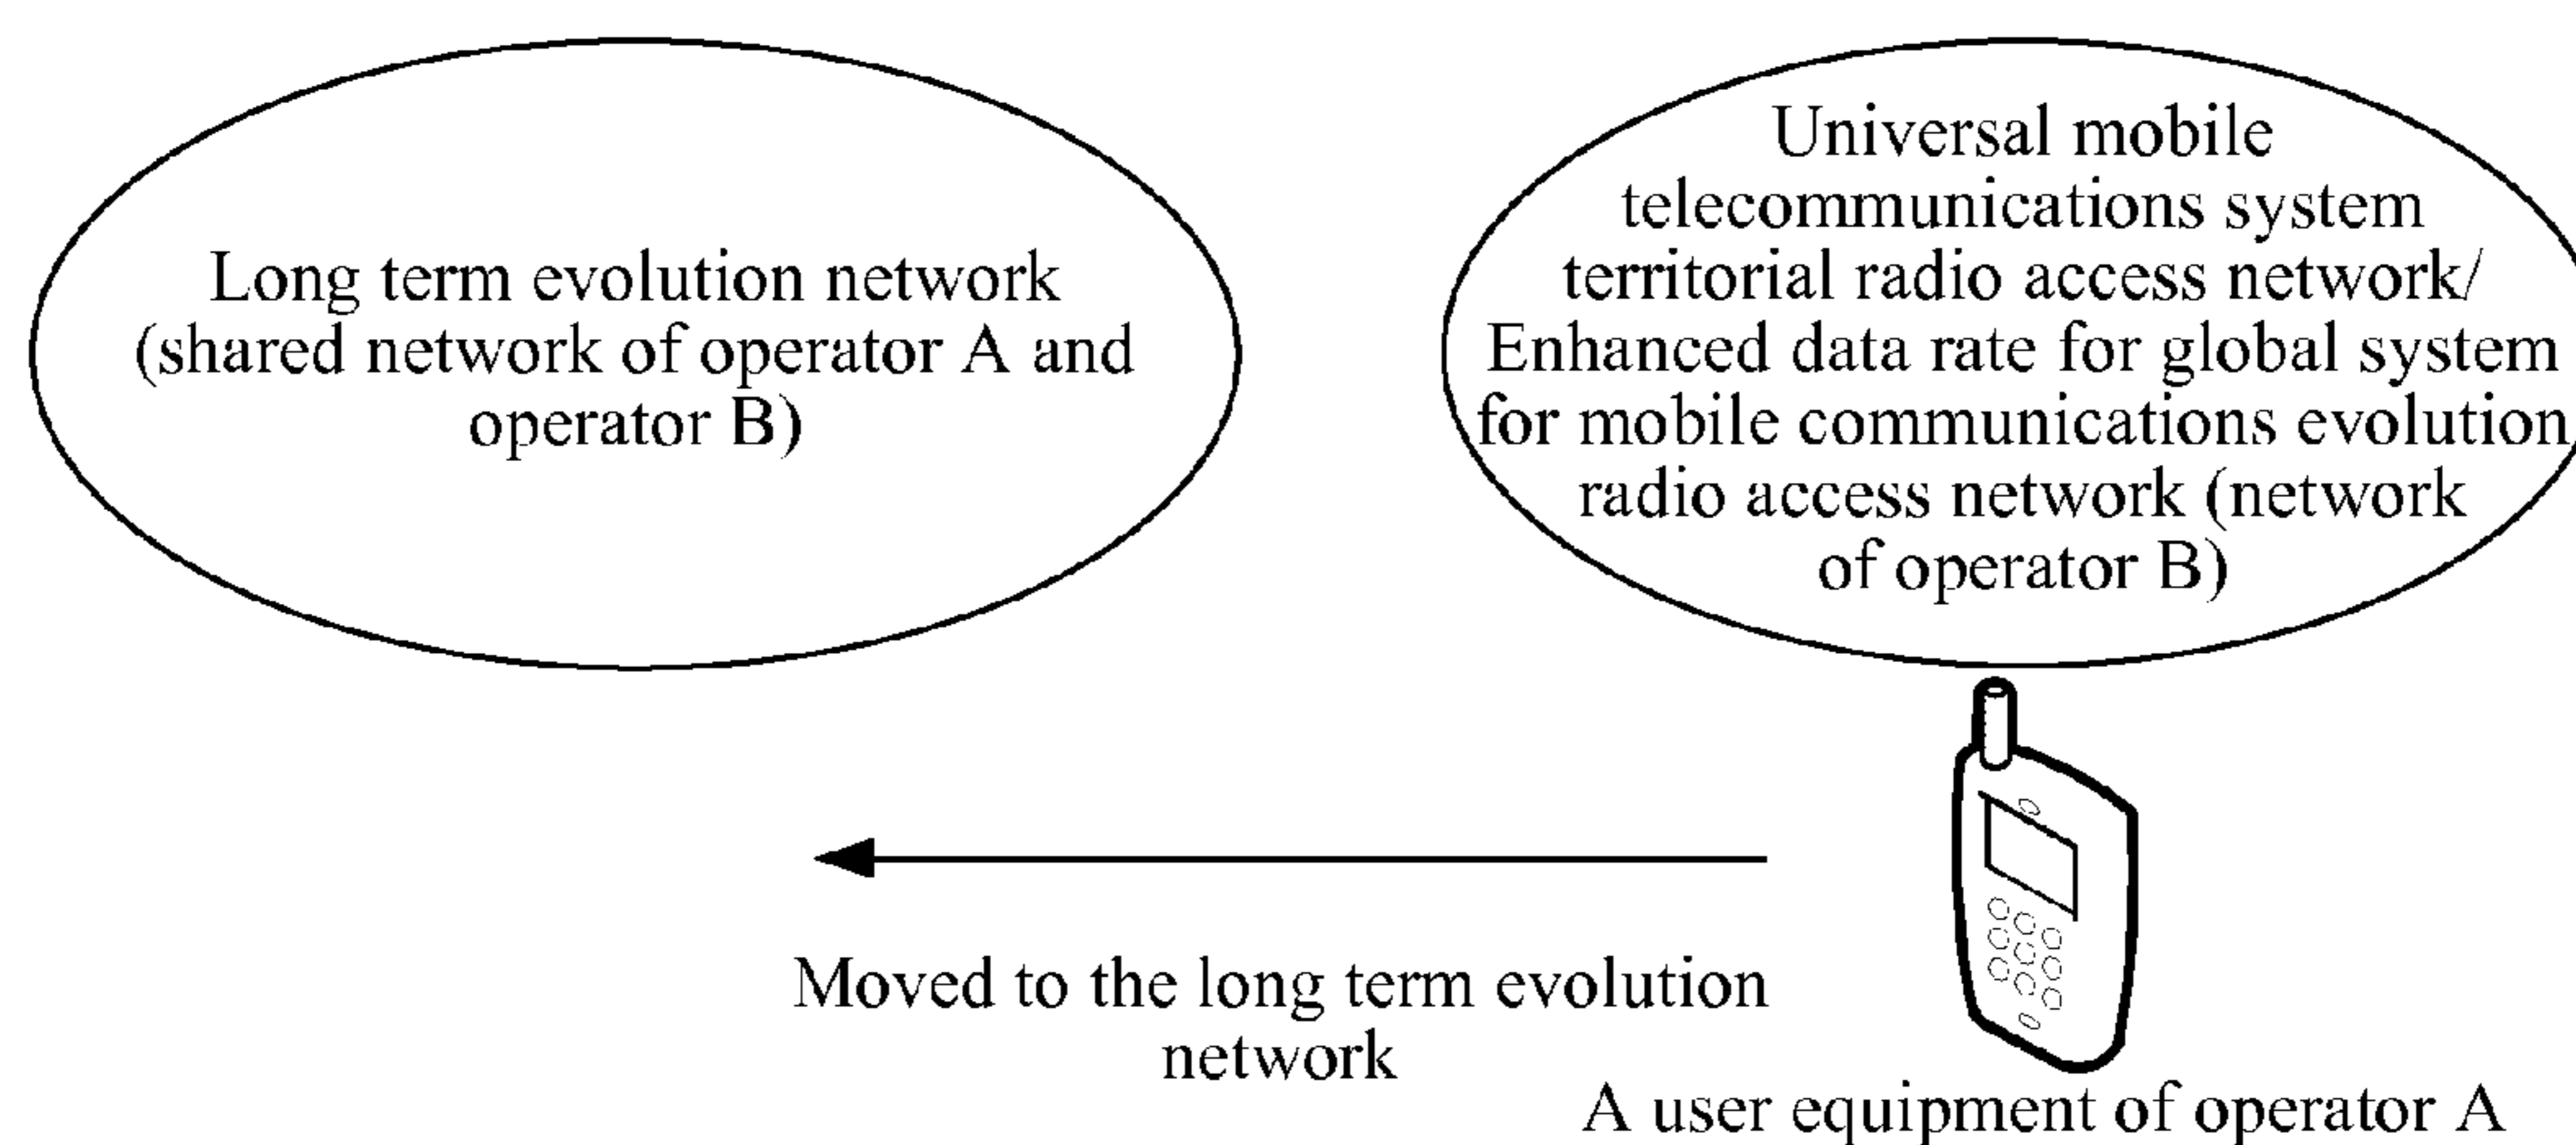 Long term evolution network
(shared network of operator A and
operator B)
Universal mobile
telecommunications system
territorial radio access network/
Enhanced data rate for global system
for mobile communications evolution
radio access network (network
of operator B)
Moved to the long term evolution
network
A user equipment of operator A